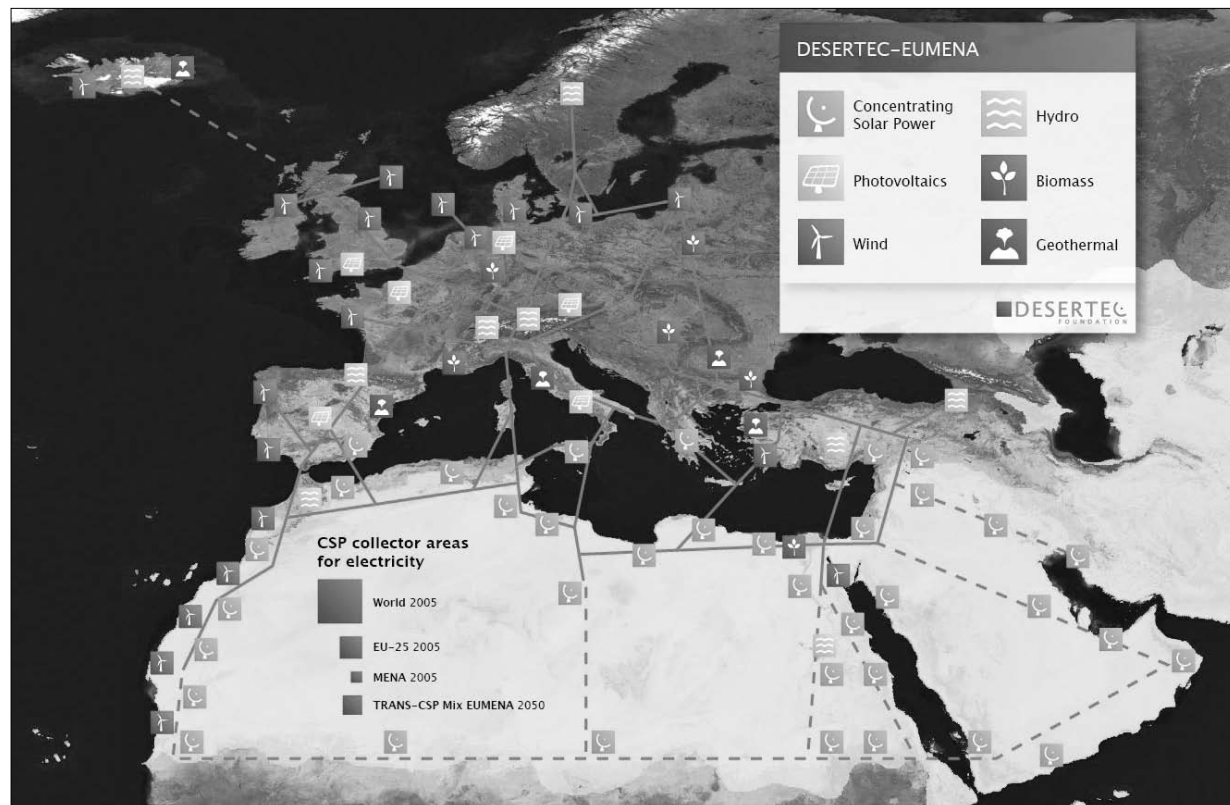 DESERTEC–EUMENA
Concentrating
Solar Power
Hydro
Photovoltaics
Biomass
Wind
Geothermal
DESERTEC
FOUNDATION
CSP collector areas
for electricity
World 2005
EU–25 2005
MENA 2005
TRANS–CSP Mix EUMENA 2050